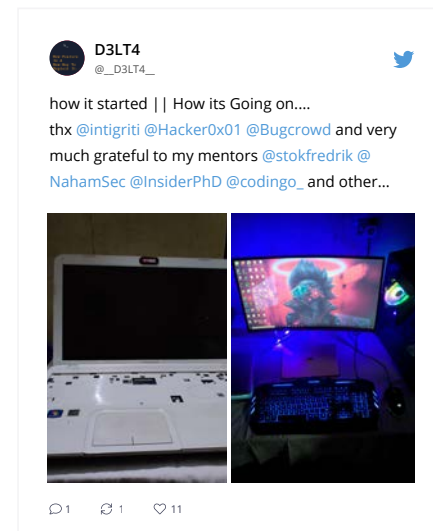 D3LT4
@__D3LT4__
how it started || How its Going on....
thx @intigriti @Hacker0x01 @Bugcrowd and very
much grateful to my mentors @stokfredrik @
NahamSec @InsiderPhD @codingo_ and other...
1 1 11